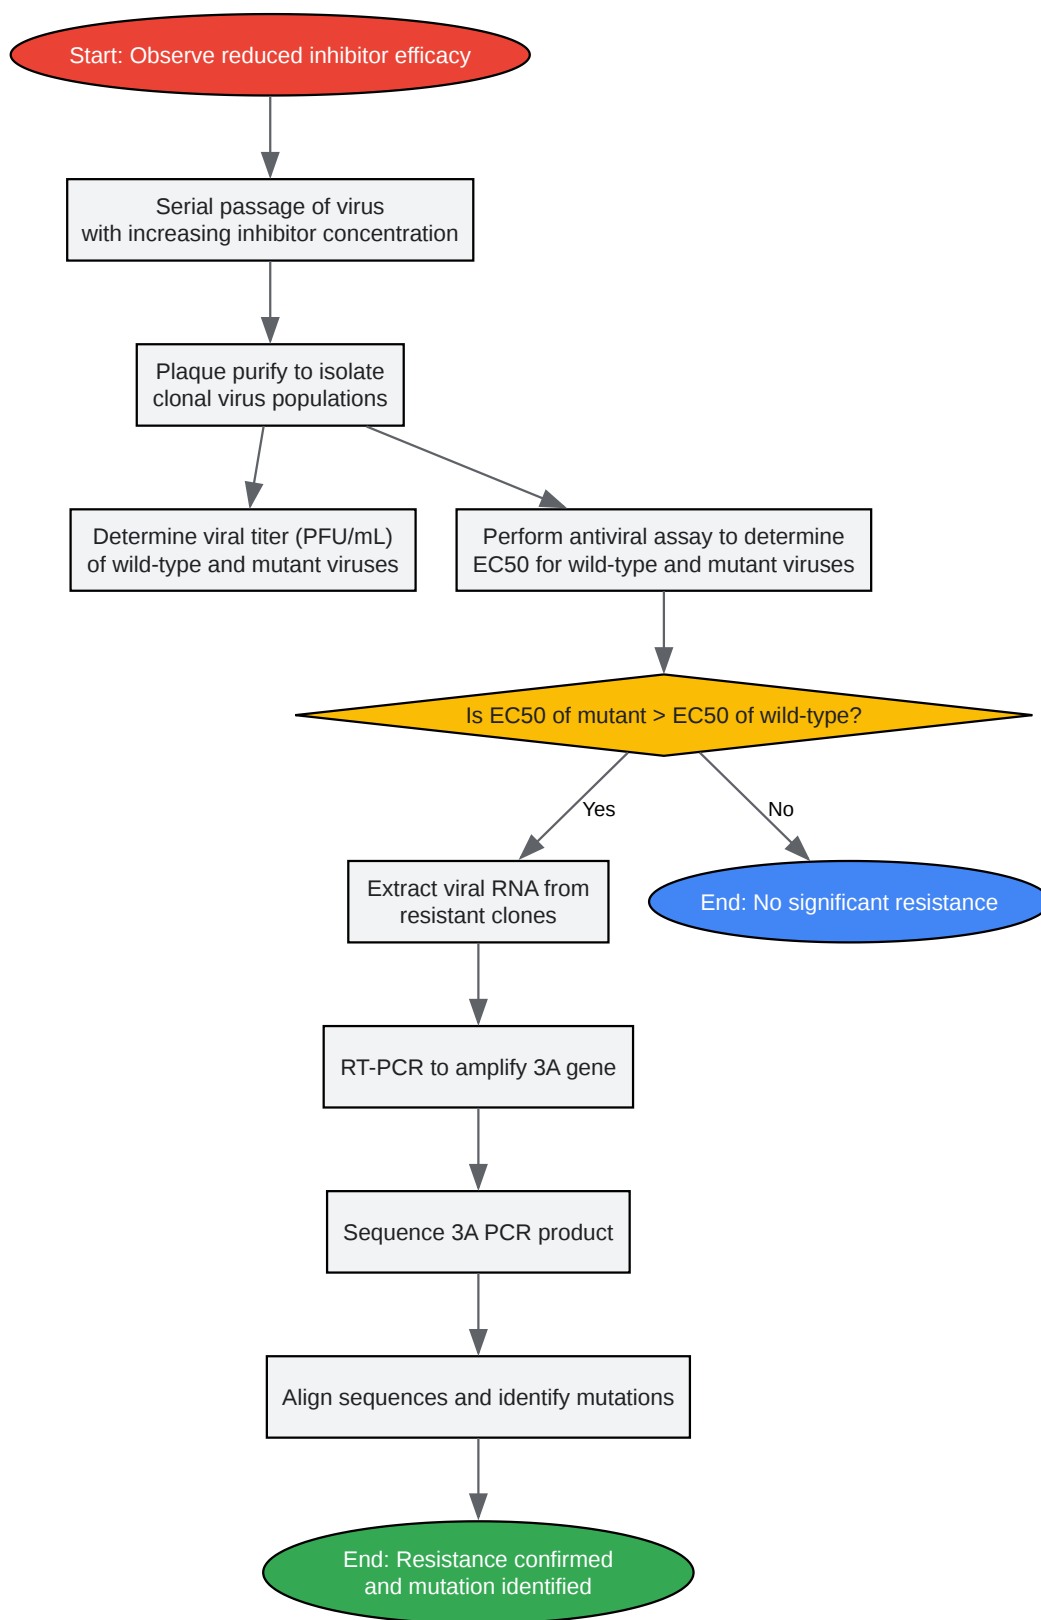 Start: Observe reduced inhibitor efficacy
Serial passage of virus
with increasing inhibitor concentration
Plaque purify to isolate
clonal virus populations
Determine viral titer (PFU/mL)
of wild-type and mutant viruses
Perform antiviral assay to determine
EC50 for wild-type and mutant viruses
Is EC50 of mutant > EC50 of wild-type?
Yes
No
Extract viral RNA from
resistant clones
End: No significant resistance
RT-PCR to amplify 3A gene
Sequence 3A PCR product
Align sequences and identify mutations
End: Resistance confirmed
and mutation identified